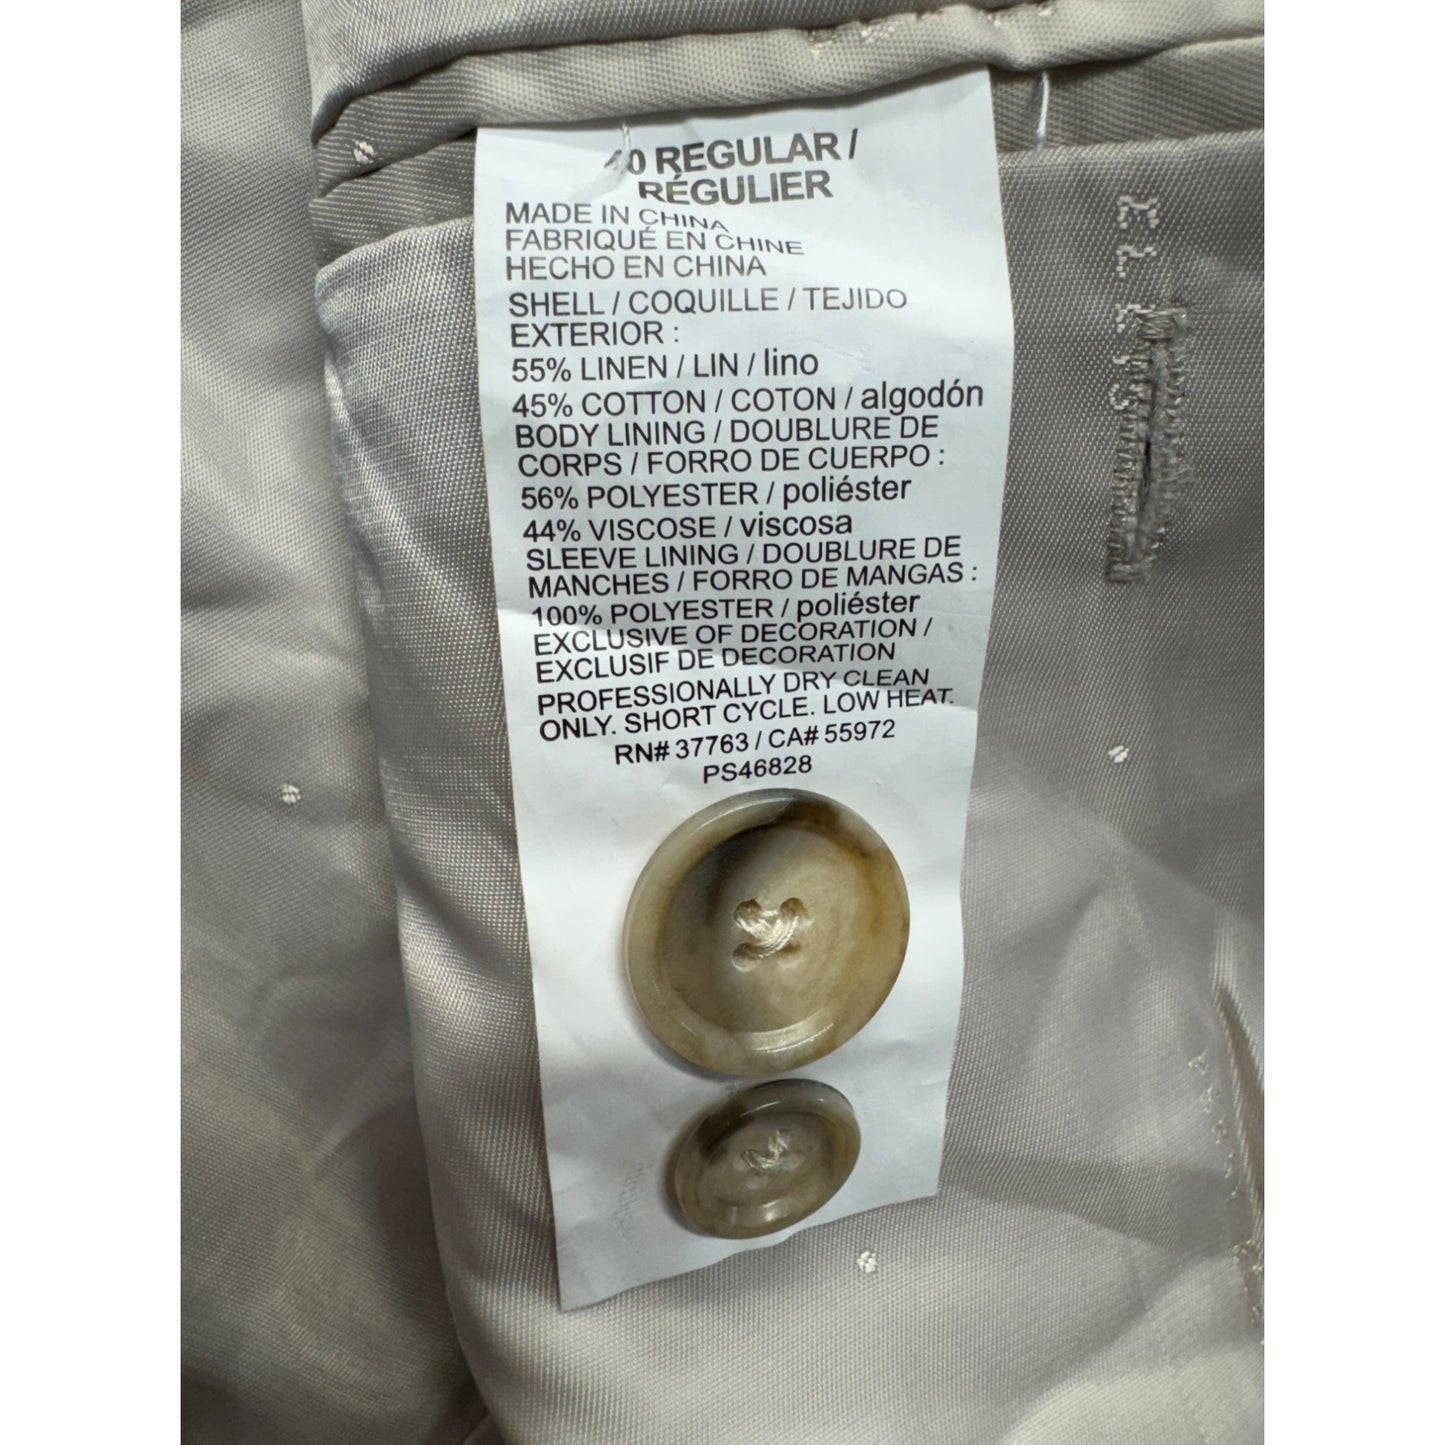 40 REGULAR /
RÉGULIER
MADE IN CHINA
FABRIQUÉ EN CHINE
HECHO EN CHINA
SHELL / COQUILLE / TEJIDO
EXTERIOR :
55% LINEN / LIN / lino
45% COTTON / COTON / algodón
BODY LINING / DOUBLURE DE
CORPS / FORRO DE CUERPO :
56% POLYESTER / poliéster
44% VISCOSE / viscosa
SLEEVE LINING / DOUBLURE DE
MANCHES / FORRO DE MANGAS :
100% POLYESTER / poliéster
EXCLUSIVE OF DECORATION /
EXCLUSIF DE DECORATION
PROFESSIONALLY DRY CLEAN
ONLY. SHORT CYCLE. LOW HEAT.
RN# 37763 / CA# 55972
PS46828